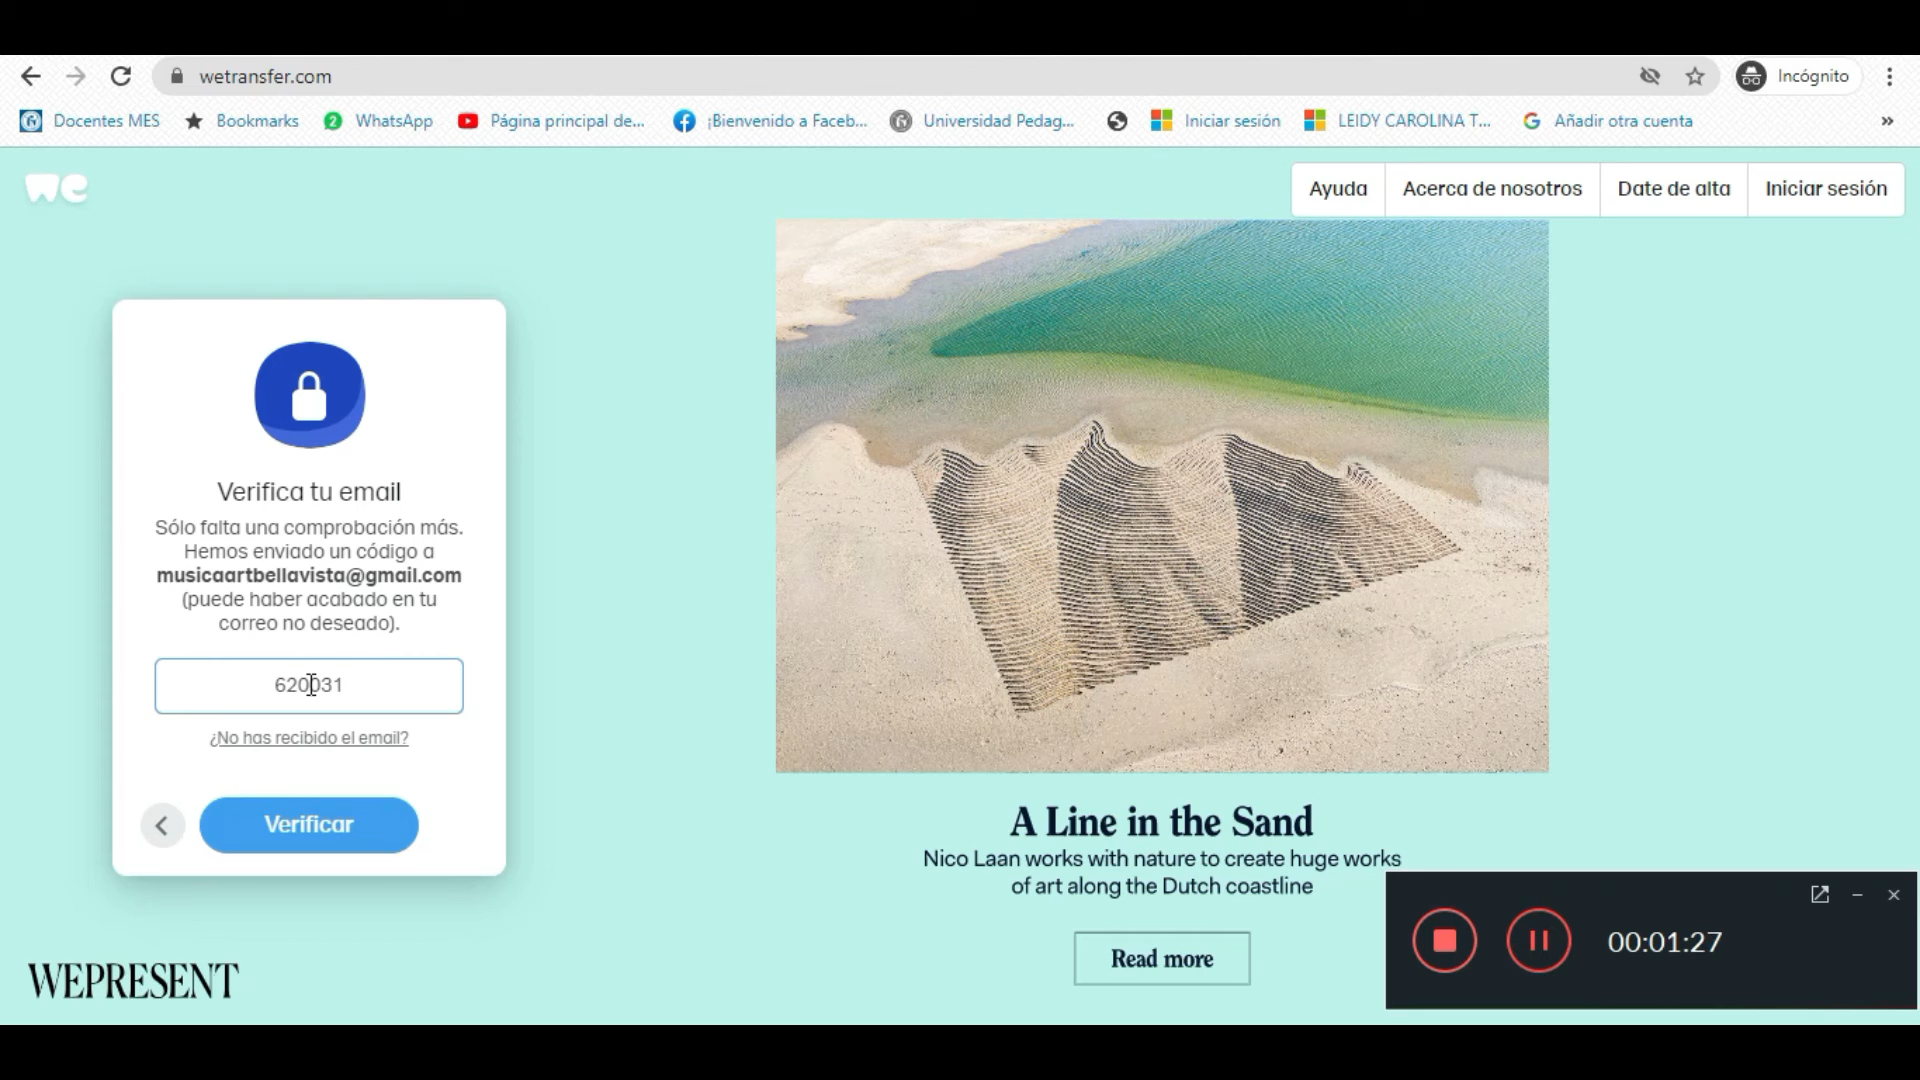 wetransfer.com
Incógnito
Docentes MES
Bookmarks
2
WhatsApp
Página principal de...
¡Bienvenido a Faceb...
Universidad Pedag...
Iniciar sesión
LEIDY CAROLINA T...
Añadir otra cuenta
»
we
Ayuda
Acerca de nosotros
Date de alta
Iniciar sesión
Verifica tu email
Sólo falta una comprobación más.
Hemos enviado un código a
musicaartbellavista@gmail.com
(puede haber acabado en tu
correo no deseado).
620031
¿No has recibido el email?
Verificar
A Line in the Sand
Nico Laan works with nature to create huge works
of art along the Dutch coastline
Read more
WEPRESENT
00:01:27